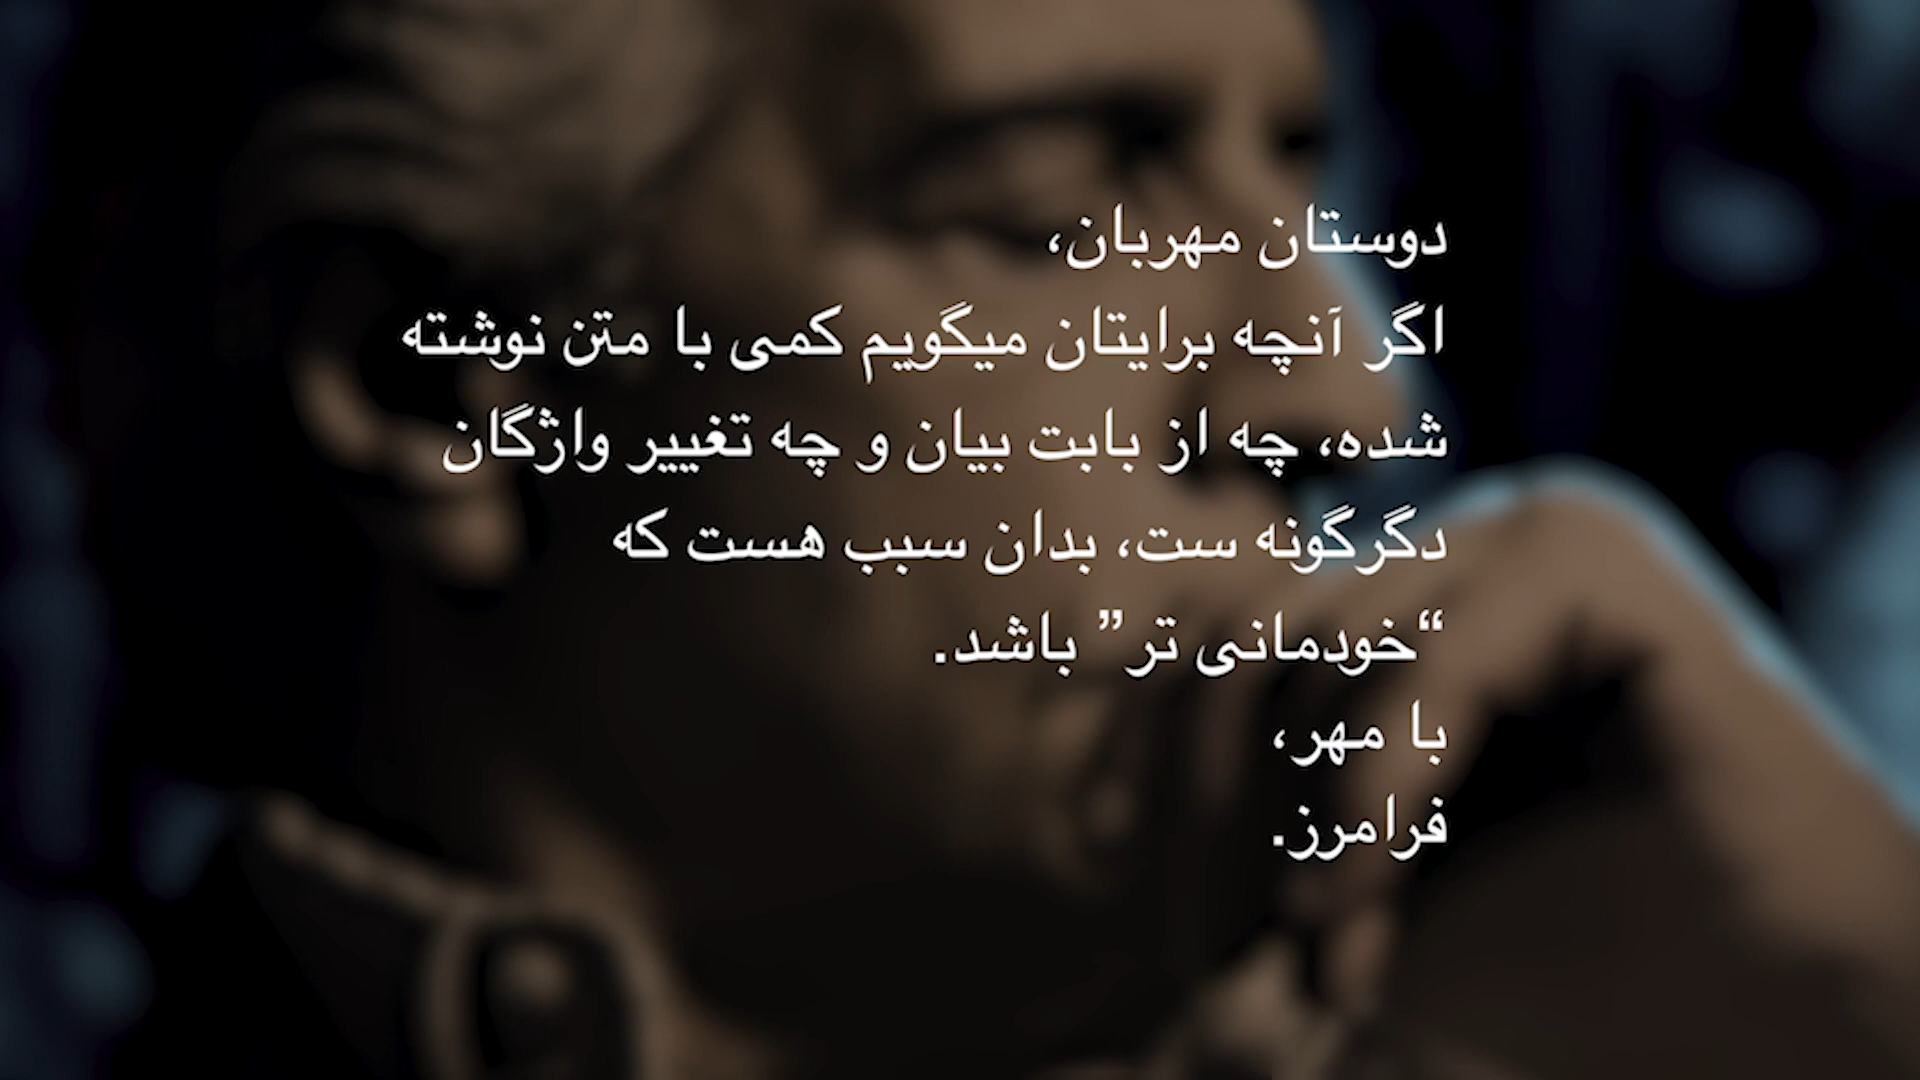 دوستان مهربان،
اگر آنچه برایتان میگویم کمی با متن نوشته
شده، چه از بابت بیان و چه تغییر واژگان
دگرگونه ست، بدان سبب هست که
“خودمانی تر” باشد.
با مهر،
فرامرز.